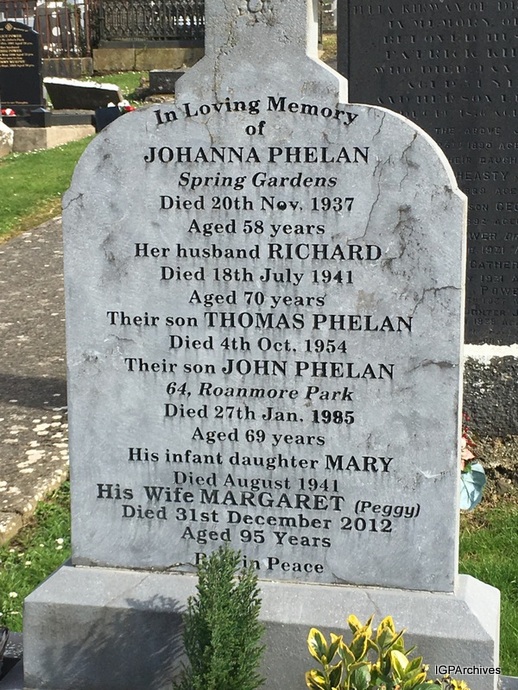 In Loving Memory
of
JOHANNA PHELAN
Spring Gardens
Died 20th Nov. 1937
Aged 58 years
Her husband RICHARD
Died 18th July 1941
Aged 70 years
Their son THOMAS PHELAN
Died 4th Oct. 1954
Their son JOHN PHELAN
64, Roanmore Park
Died 27th Jan. 1985
Aged 69 years
His infant daughter MARY
Died August 1941
His Wife MARGARET (Peggy)
Died 31st December 2012
Aged 95 Years
in Peace
IGPArchives